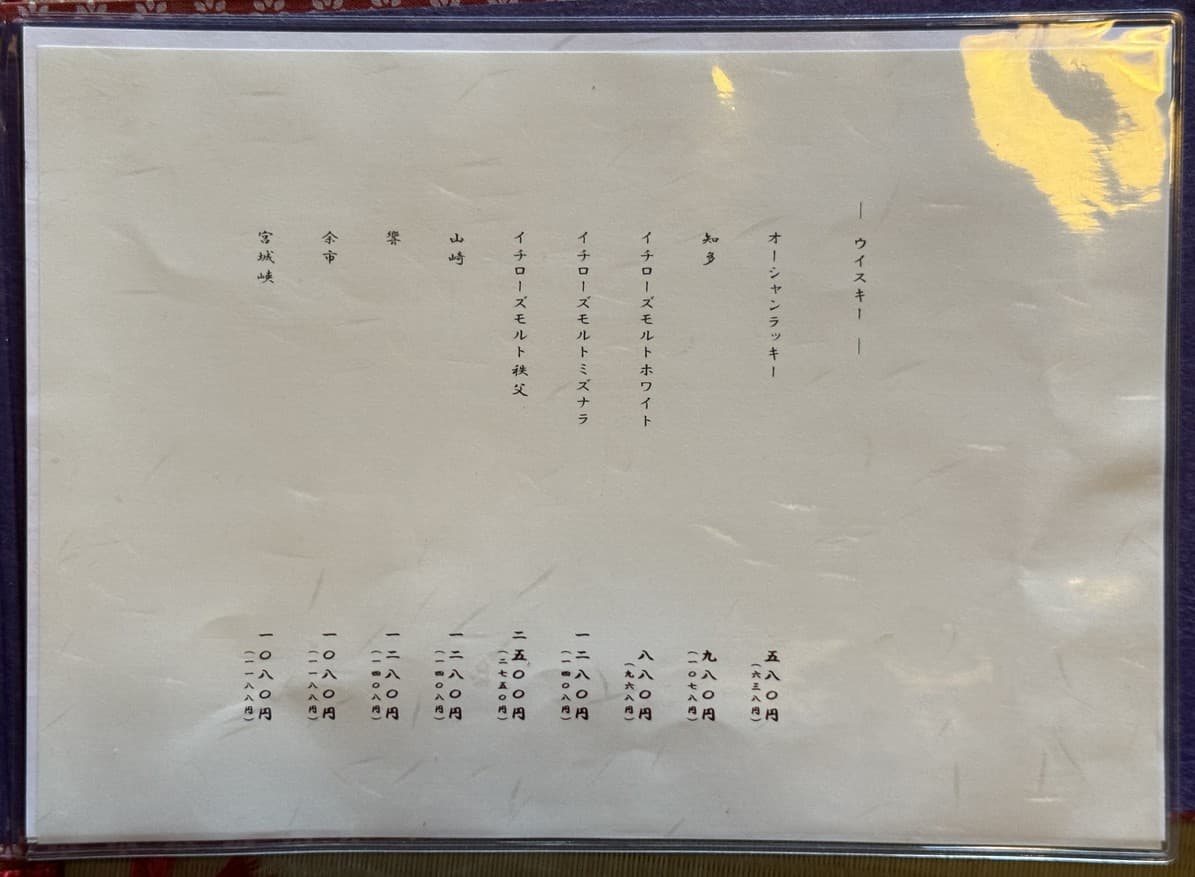 ― ウイスキー ―
オーシャンラッキー 五八〇円
(六三八円)
知多 九八〇円
(一〇七八円)
イチローズモルトホワイト 八八〇円
(九六八円)
イチローズモルトミズナラ 一二八〇円
(一四〇八円)
イチローズモルト秩父 二五〇〇円
(二七五〇円)
山崎 一二八〇円
(一四〇八円)
響 一二八〇円
(一四〇八円)
余市 一〇八〇円
(一一八八円)
宮城峡 一〇八〇円
(一一八八円)